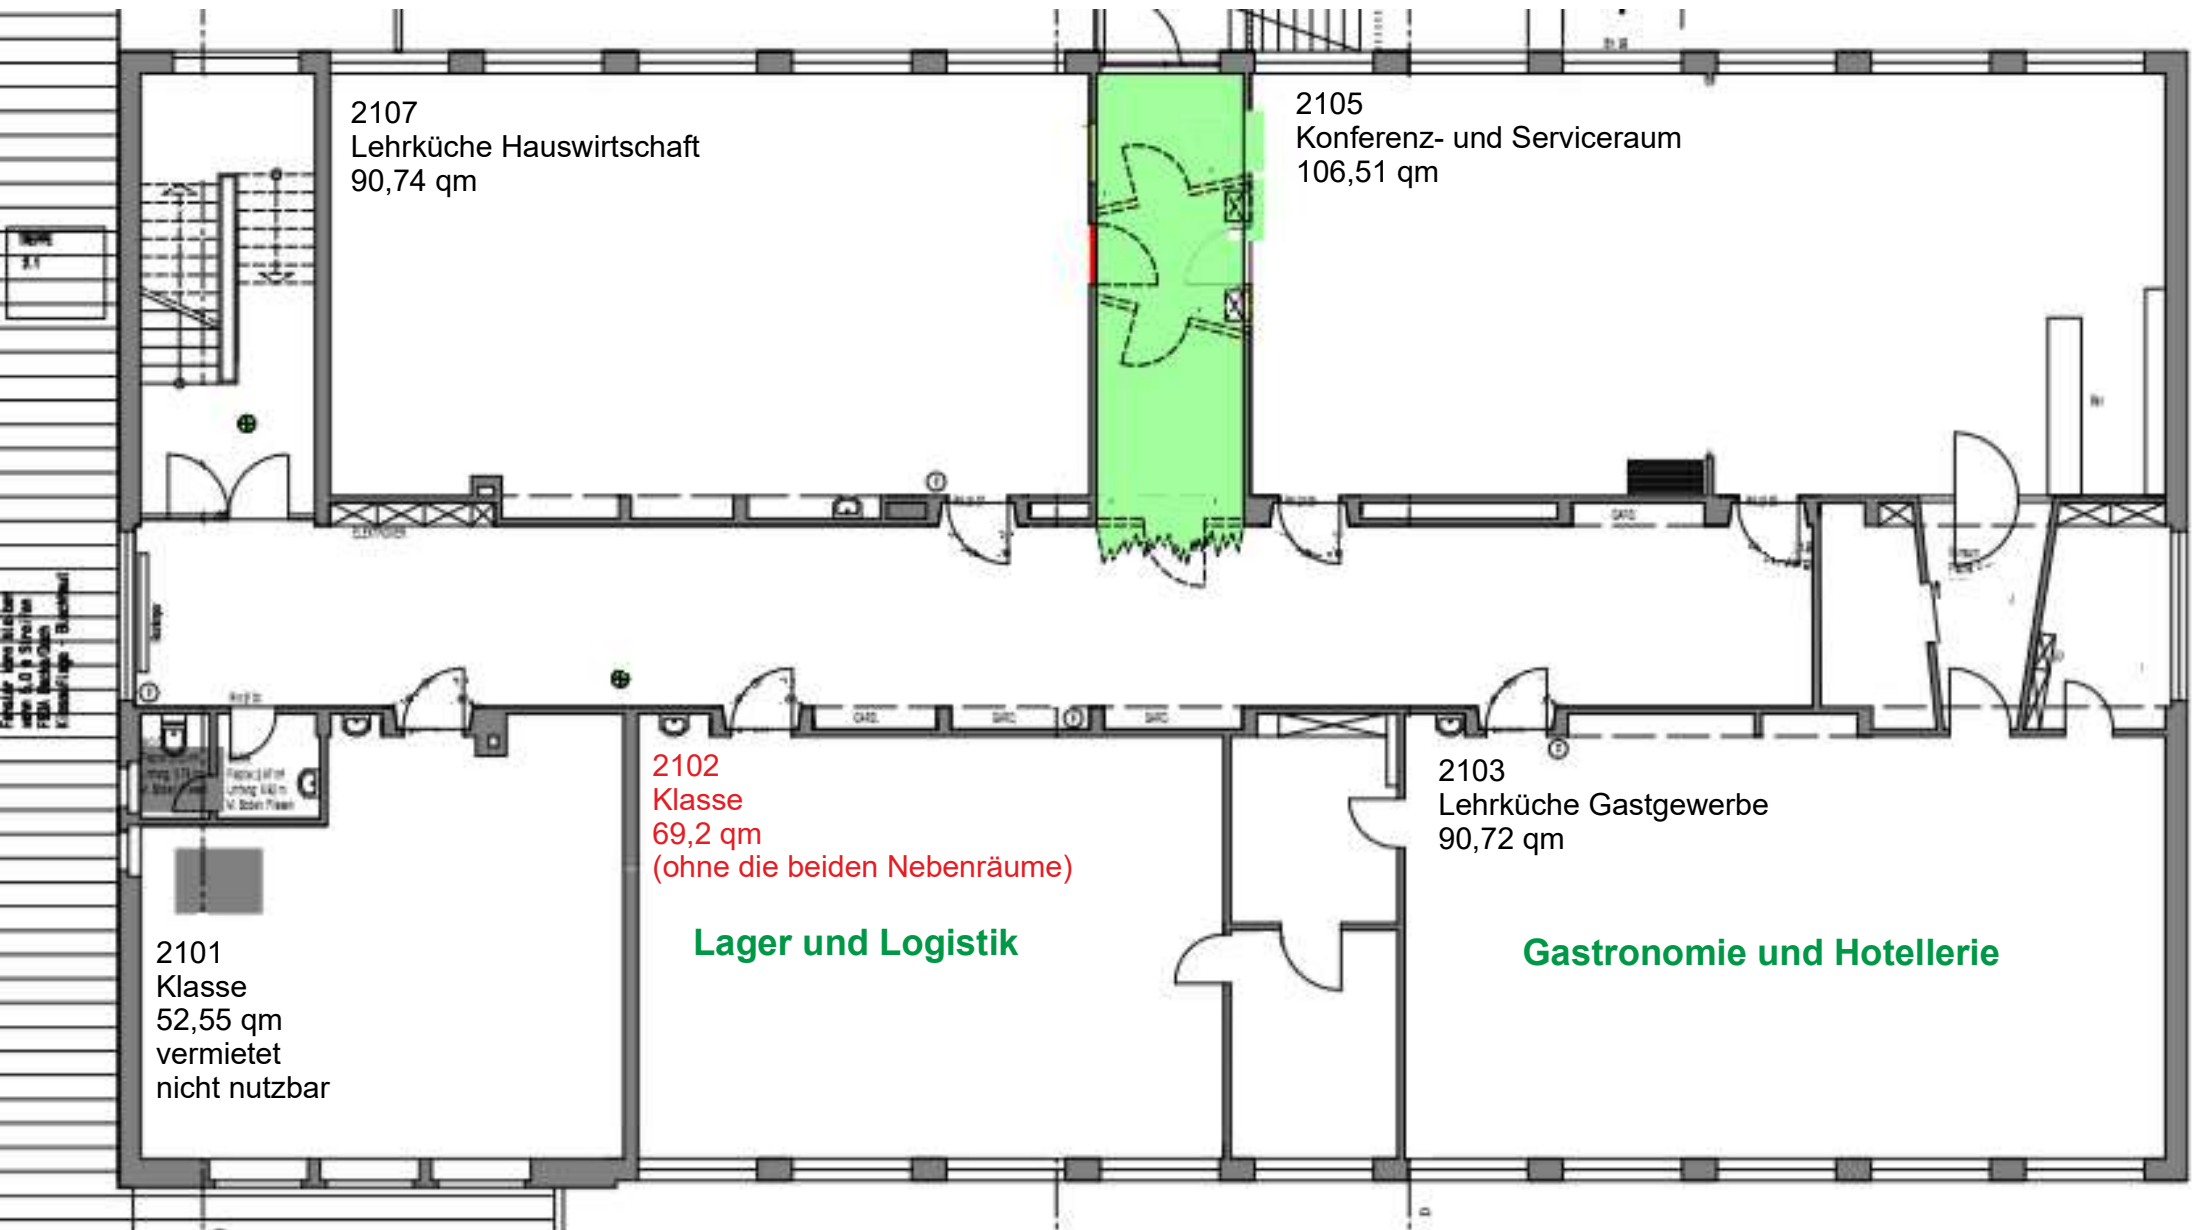 2107
Lehrküche Hauswirtschaft
90,74 qm
2105
Konferenz- und Serviceraum
106,51 qm
2102
Klasse
69,2 qm
(ohne die beiden Nebenräume)
Lager und Logistik
2103
Lehrküche Gastgewerbe
90,72 qm
Gastronomie und Hotellerie
2101
Klasse
52,55 qm
vermietet
nicht nutzbar